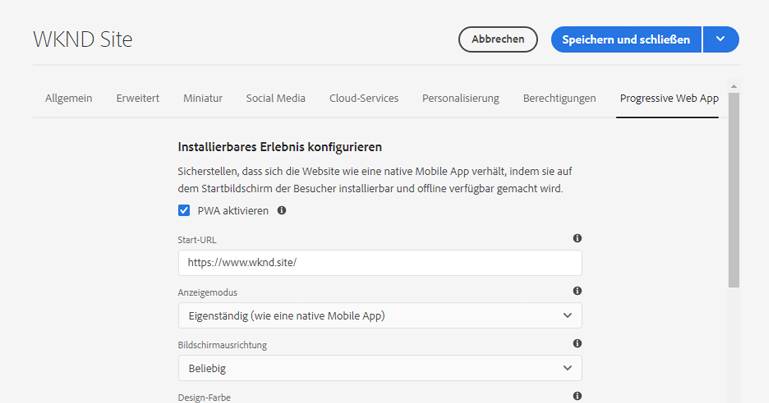 WKND Site
Abbrechen
Speichern und schließen
Allgemein Erweitert Miniatur Social Media Cloud-Services Personalisierung Berechtigungen Progressive Web App
Installierbares Erlebnis konfigurieren
Sicherstellen, dass sich die Website wie eine native Mobile App verhält, indem sie auf
dem Startbildschirm der Besucher installierbar und offline verfügbar gemacht wird.
PWA aktivieren
Start-URL
https://www.wknd.site/
Anzeigemodus
Eigenständig (wie eine native Mobile App)
Bildschirmausrichtung
Beliebig
Design-Farbe